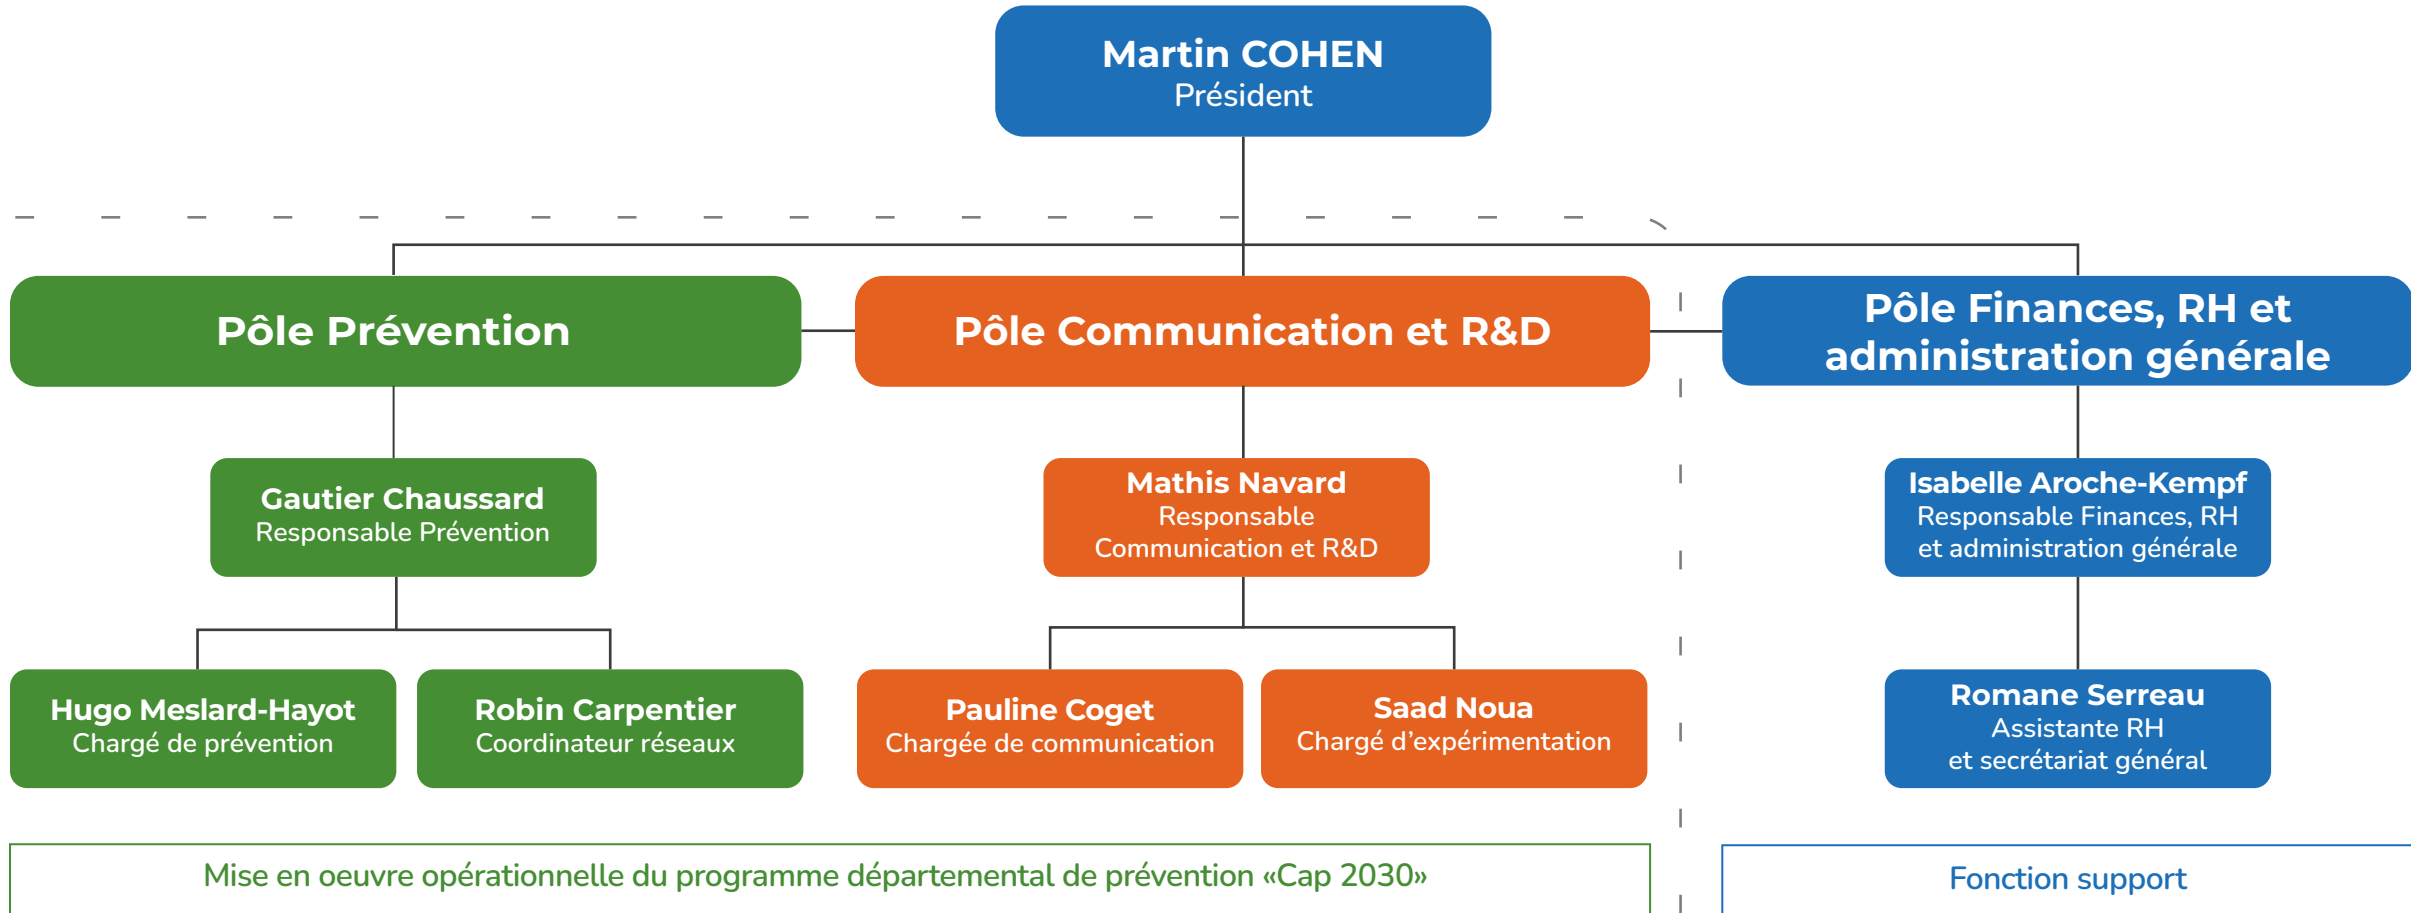 Martin COHEN
Président
Pôle Prévention
Pôle Communication et R&D
Pôle Finances, RH et
administration générale
Gautier Chaussard
Responsable Prévention
Mathis Navard
Responsable
Communication et R&D
Isabelle Aroche-Kempf
Responsable Finances, RH
et administration générale
Hugo Meslard-Hayot
Chargé de prévention
Robin Carpentier
Coordinateur réseaux
Pauline Coget
Chargée de communication
Saad Noua
Chargé d’expérimentation
Romane Serreau
Assistante RH
et secrétariat général
Mise en oeuvre opérationnelle du programme départemental de prévention «Cap 2030»
Fonction support